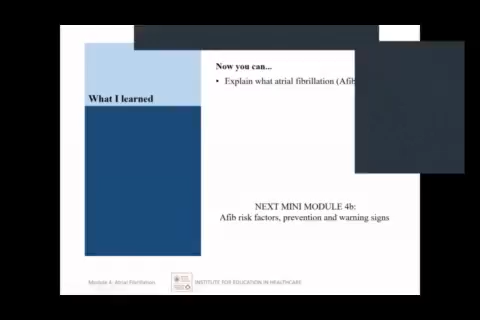 Now you can...
• Explain what atrial fibrillation (Afib
What I learned
NEXT MINI MODULE 4b:
Afib risk factors, prevention and warning signs
Module 4: Atrial Fibrillation
INSTITUTE FOR EDUCATION IN HEALTHCARE